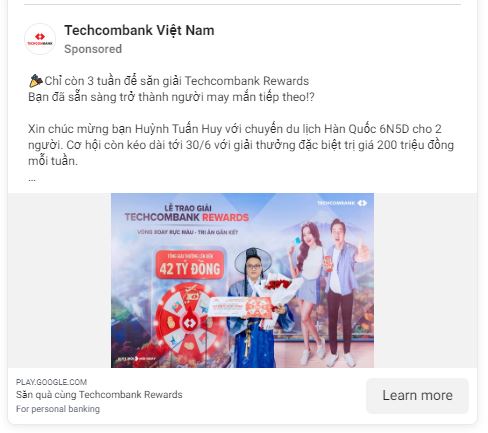 TECHCOMBANK
Techcombank Việt Nam
Sponsored
🎉Chỉ còn 3 tuần để săn giải Techcombank Rewards
Bạn đã sẵn sàng trở thành người may mắn tiếp theo!?
Xin chúc mừng bạn Huỳnh Tuấn Huy với chuyến du lịch Hàn Quốc 6N5D cho 2
người. Cơ hội còn kéo dài tới 30/6 với giải thưởng đặc biệt trị giá 200 triệu đồng
mỗi tuần.
...
TECHCOMBANK
LỄ TRAO GIẢI
TECHCOMBANK REWARDS
VÒNG XOAY RỰC MÀU - TRI ÂN GẮN KẾT
TỔNG GIẢI THƯỞNG LÊN ĐẾN
42 TỶ ĐỒNG
PLAY.GOOGLE.COM
Săn quà cùng Techcombank Rewards
For personal banking
Learn more